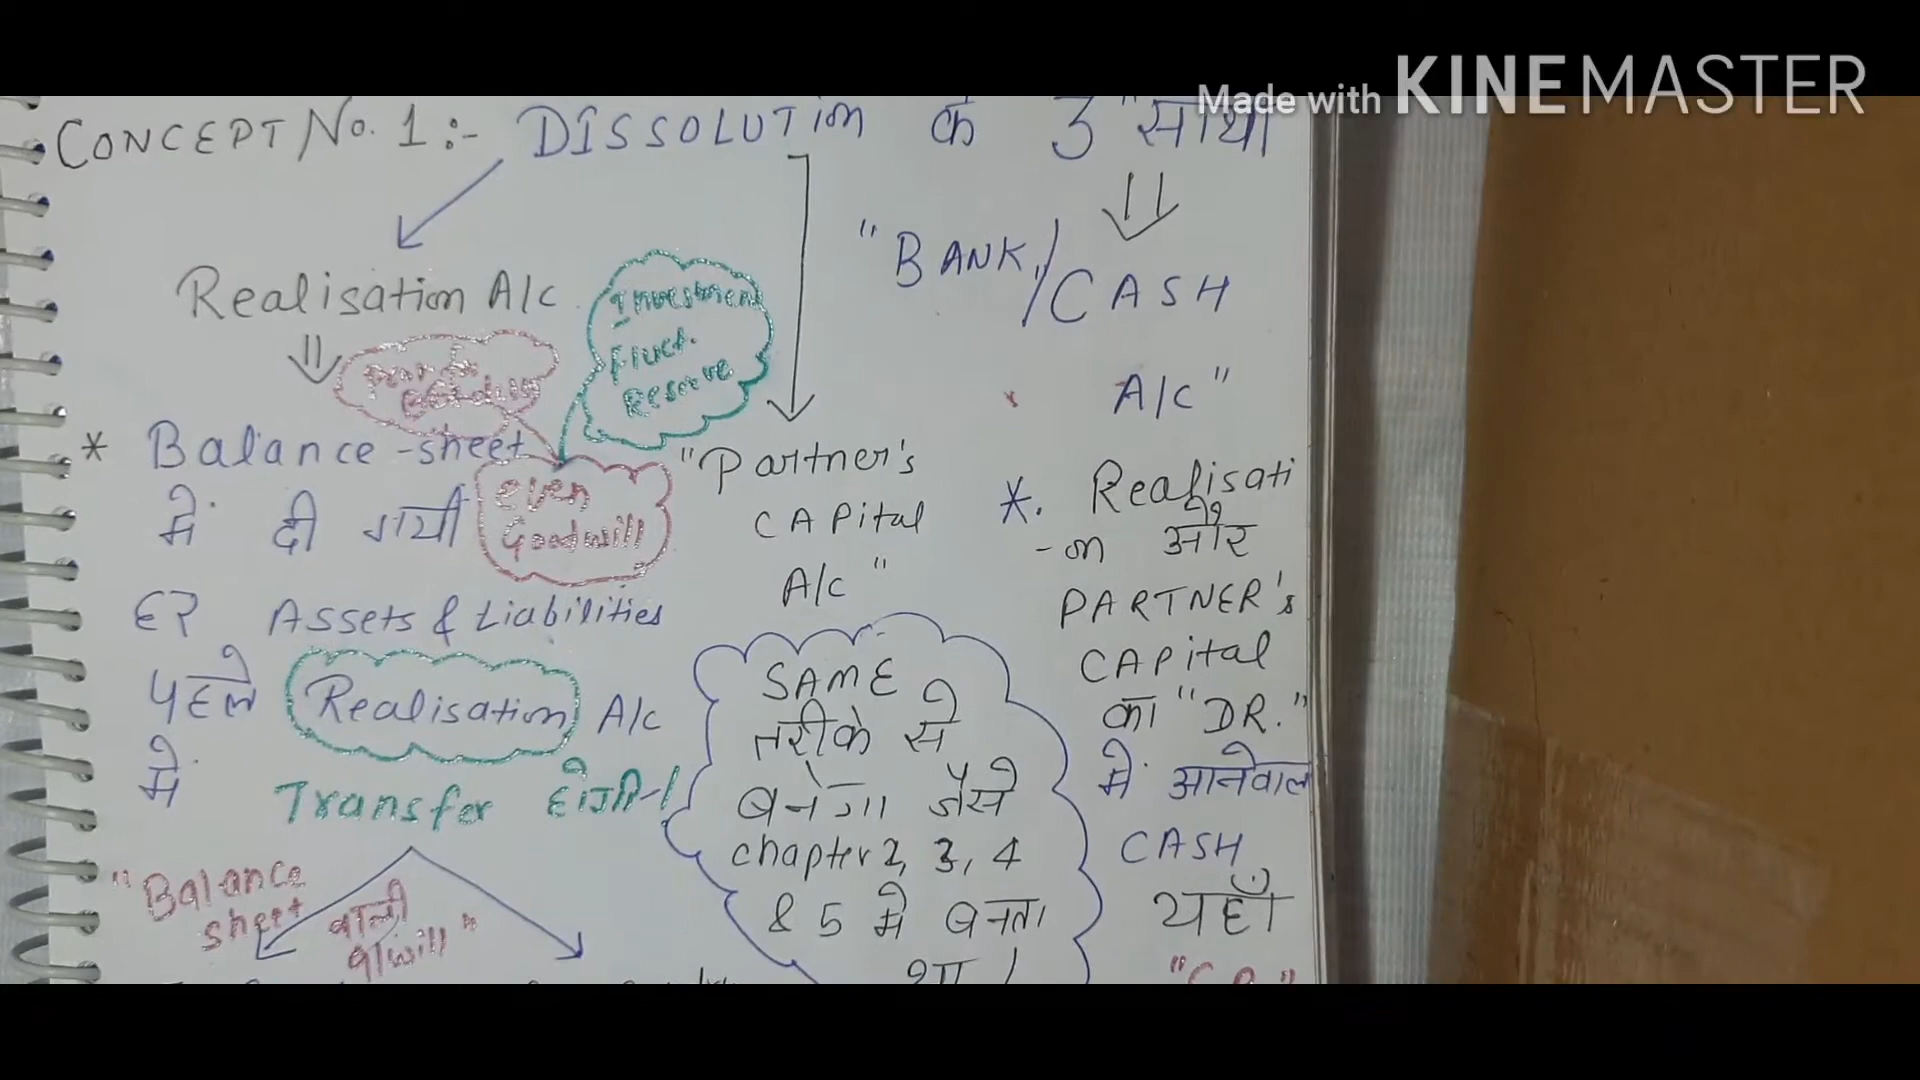 Made with KINEMASTER
CONCEPT No. 1 :- DISSOLUTION के 3 "साथी
Realisation A/c
Investment
Fluct.
Reserve
* Balance-sheet
में दी गयी
even
Goodwill
हर Assets & Liabilities
पहले Realisation A/c
में
Transfer होगी।
"Balance
sheet
वाली
g/will"
"Partner's
CAPital
A/c"
SAME
तरीके से
बनेगा जैसे
chapter 2, 3, 4
& 5 में बनता
था।
"BANK/
CASH
A/c"
*. Realisati
-on और
PARTNER's
CAPital
का "DR."
में आनेवाल
CASH
यहाँ
"CR"